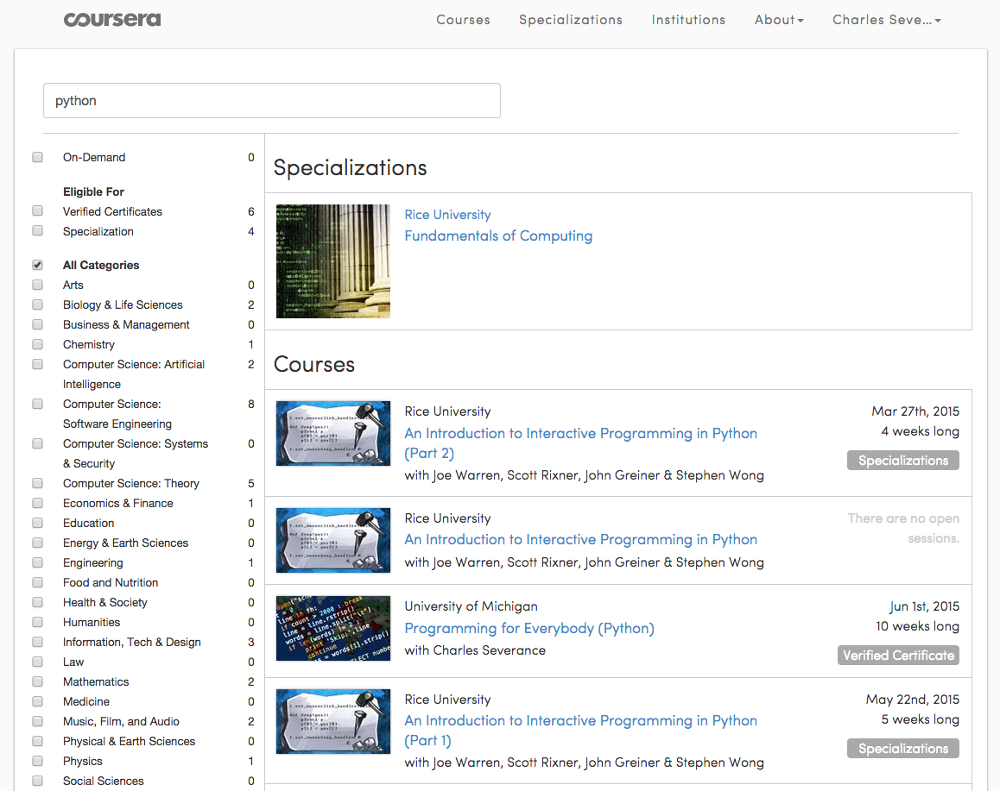 coursera
Courses
Specializations
Institutions
About
Charles Seve...
python
On-Demand 0
Eligible For
Verified Certificates 6
Specialization 4
All Categories
Arts 0
Biology & Life Sciences 2
Business & Management 0
Chemistry 1
Computer Science: Artificial 2
Intelligence
Computer Science: 8
Software Engineering
Computer Science: Systems 0
& Security
Computer Science: Theory 5
Economics & Finance 1
Education 0
Energy & Earth Sciences 0
Engineering 1
Food and Nutrition 0
Health & Society 0
Humanities 0
Information, Tech & Design 3
Law 0
Mathematics 2
Medicine 0
Music, Film, and Audio 2
Physical & Earth Sciences 0
Physics 1
Social Sciences 0
Specializations
Rice University
Fundamentals of Computing
Courses
Rice University
An Introduction to Interactive Programming in Python
(Part 2)
with Joe Warren, Scott Rixner, John Greiner & Stephen Wong
Mar 27th, 2015
4 weeks long
Specializations
Rice University
An Introduction to Interactive Programming in Python
with Joe Warren, Scott Rixner, John Greiner & Stephen Wong
There are no open
sessions.
University of Michigan
Programming for Everybody (Python)
with Charles Severance
Jun 1st, 2015
10 weeks long
Verified Certificate
Rice University
An Introduction to Interactive Programming in Python
(Part 1)
with Joe Warren, Scott Rixner, John Greiner & Stephen Wong
May 22nd, 2015
5 weeks long
Specializations